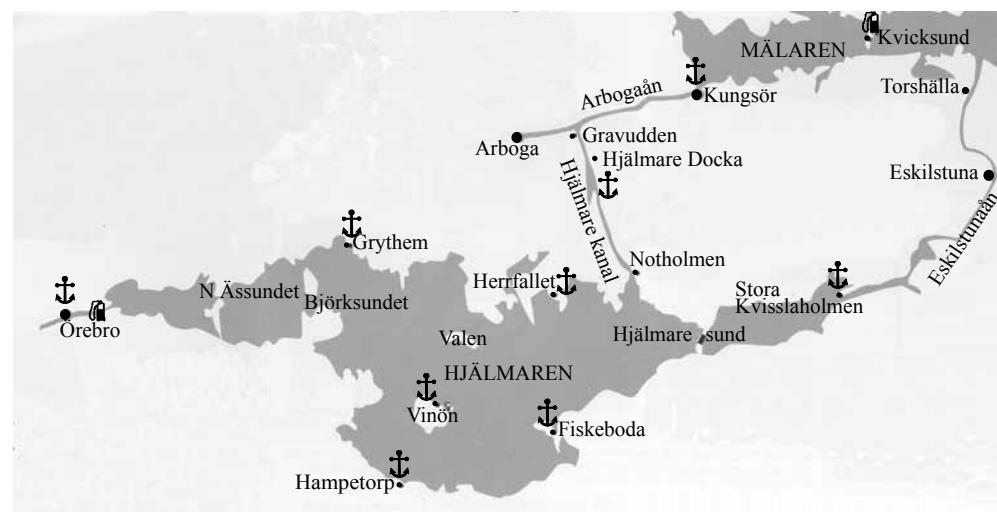 MÄLAREN
Kvicksund
Torshälla
Arbogaån
Kungsör
Arboga
Gravudden
Hjälmare Docka
Hjälmare kanal
Eskilstuna
Eskilstunaån
Grythem
Notholmen
N Ässundet
Björksundet
Herrfallet
Stora
Kvisslaholmen
Örebro
Valen
Hjälmare sund
HJÄLMAREN
Vinön
Fiskeboda
Hampetorp